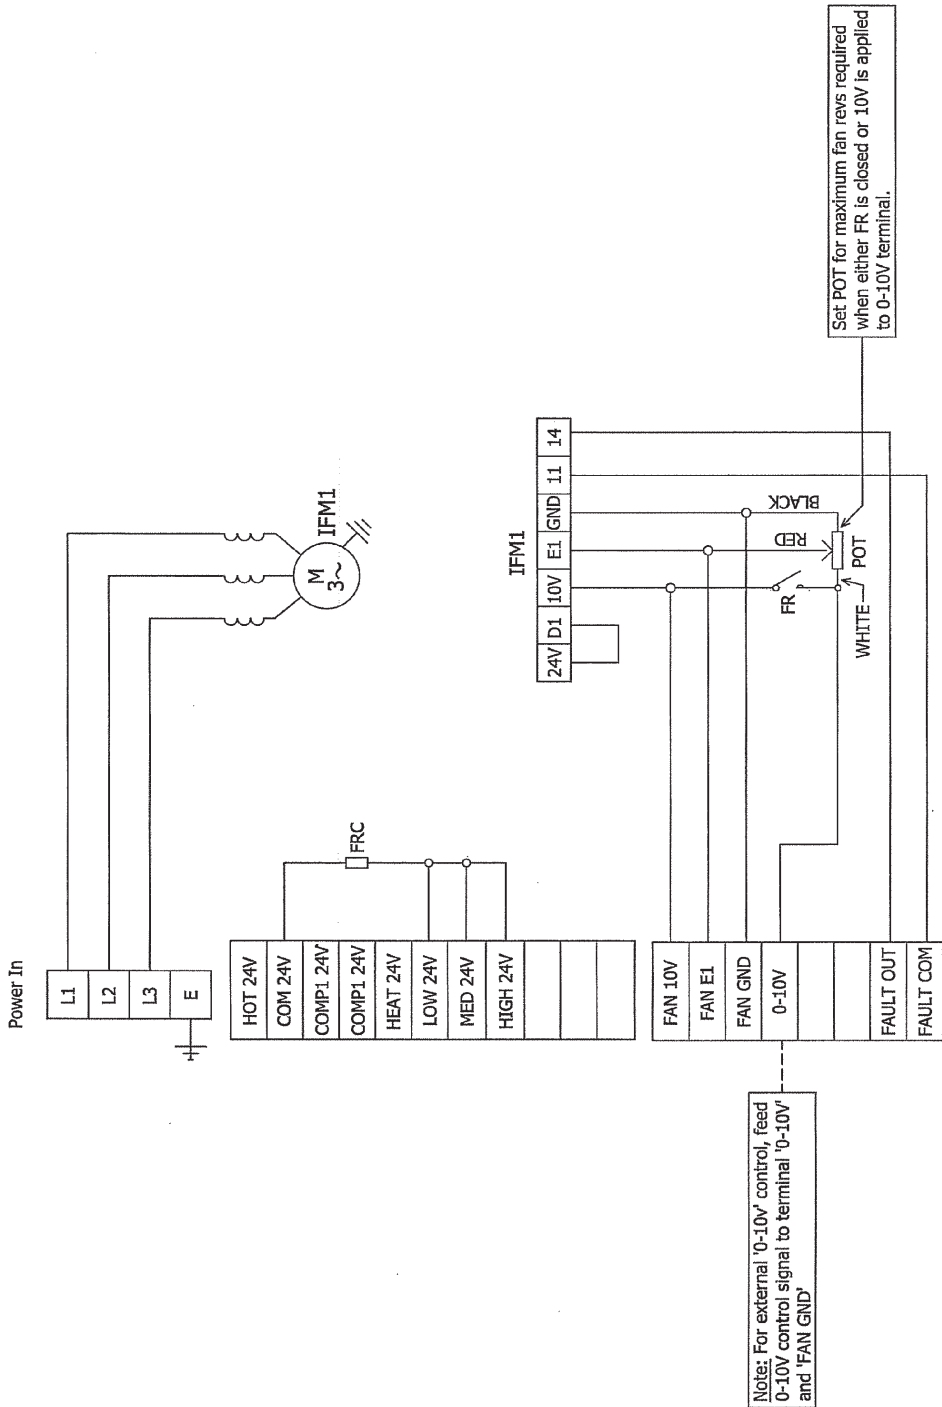 Power In
L1
L2
L3
E
M
3~
IFM1
HOT 24V
COM 24V
COMP1 24V
COMP1 24V
HEAT 24V
LOW 24V
MED 24V
HIGH 24V
FRC
IFM1
24V
D1
10V
E1
GND
11
14
FAN 10V
FAN E1
FAN GND
0-10V
FAULT OUT
FAULT COM
FR
RED
BLACK
WHITE
POT
Note: For external '0-10v' control, feed
0-10V control signal to terminal '0-10V'
and 'FAN GND'
Set POT for maximum fan revs required
when either FR is closed or 10V is applied
to 0-10V terminal.